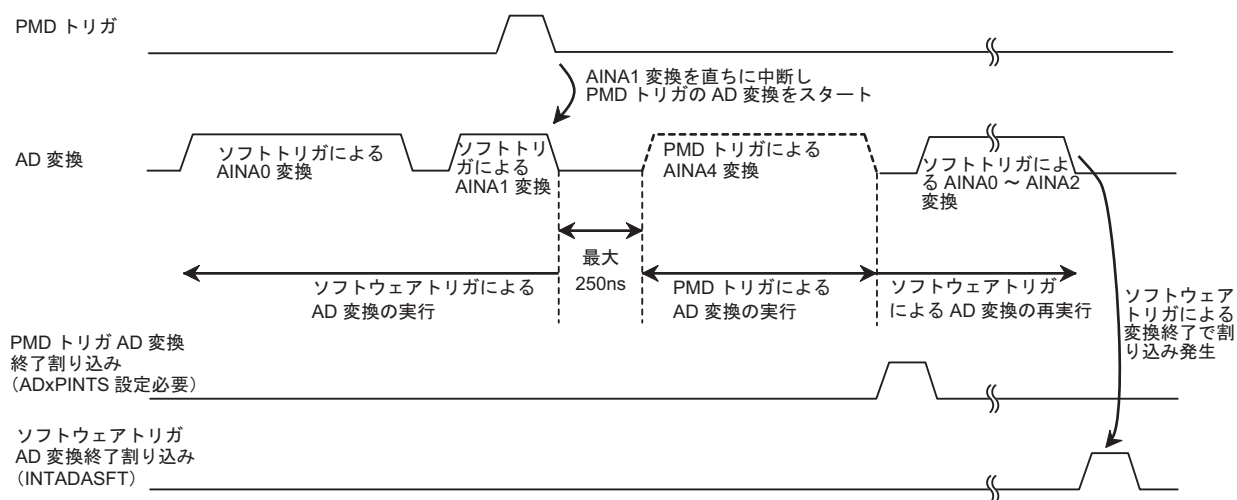 PMD トリガ
AINA1 変換を直ちに中断し
PMD トリガの AD 変換をスタート
AD 変換
ソフトトリガによる
AINA0 変換
ソフトトリ
ガによる
AINA1 変換
PMD トリガによる
AINA4 変換
ソフトトリガによ
る AINA0 ～ AINA2
変換
最大
250ns
ソフトウェアトリガによる
AD 変換の実行
PMD トリガによる
AD 変換の実行
ソフトウェアトリガ
による AD 変換の再実行
ソフトウェア
トリガによる
変換終了で割
り込み発生
PMD トリガ AD 変換
終了割り込み
（ADxPINTS 設定必要）
ソフトウェアトリガ
AD 変換終了割り込み
（INTADASFT）